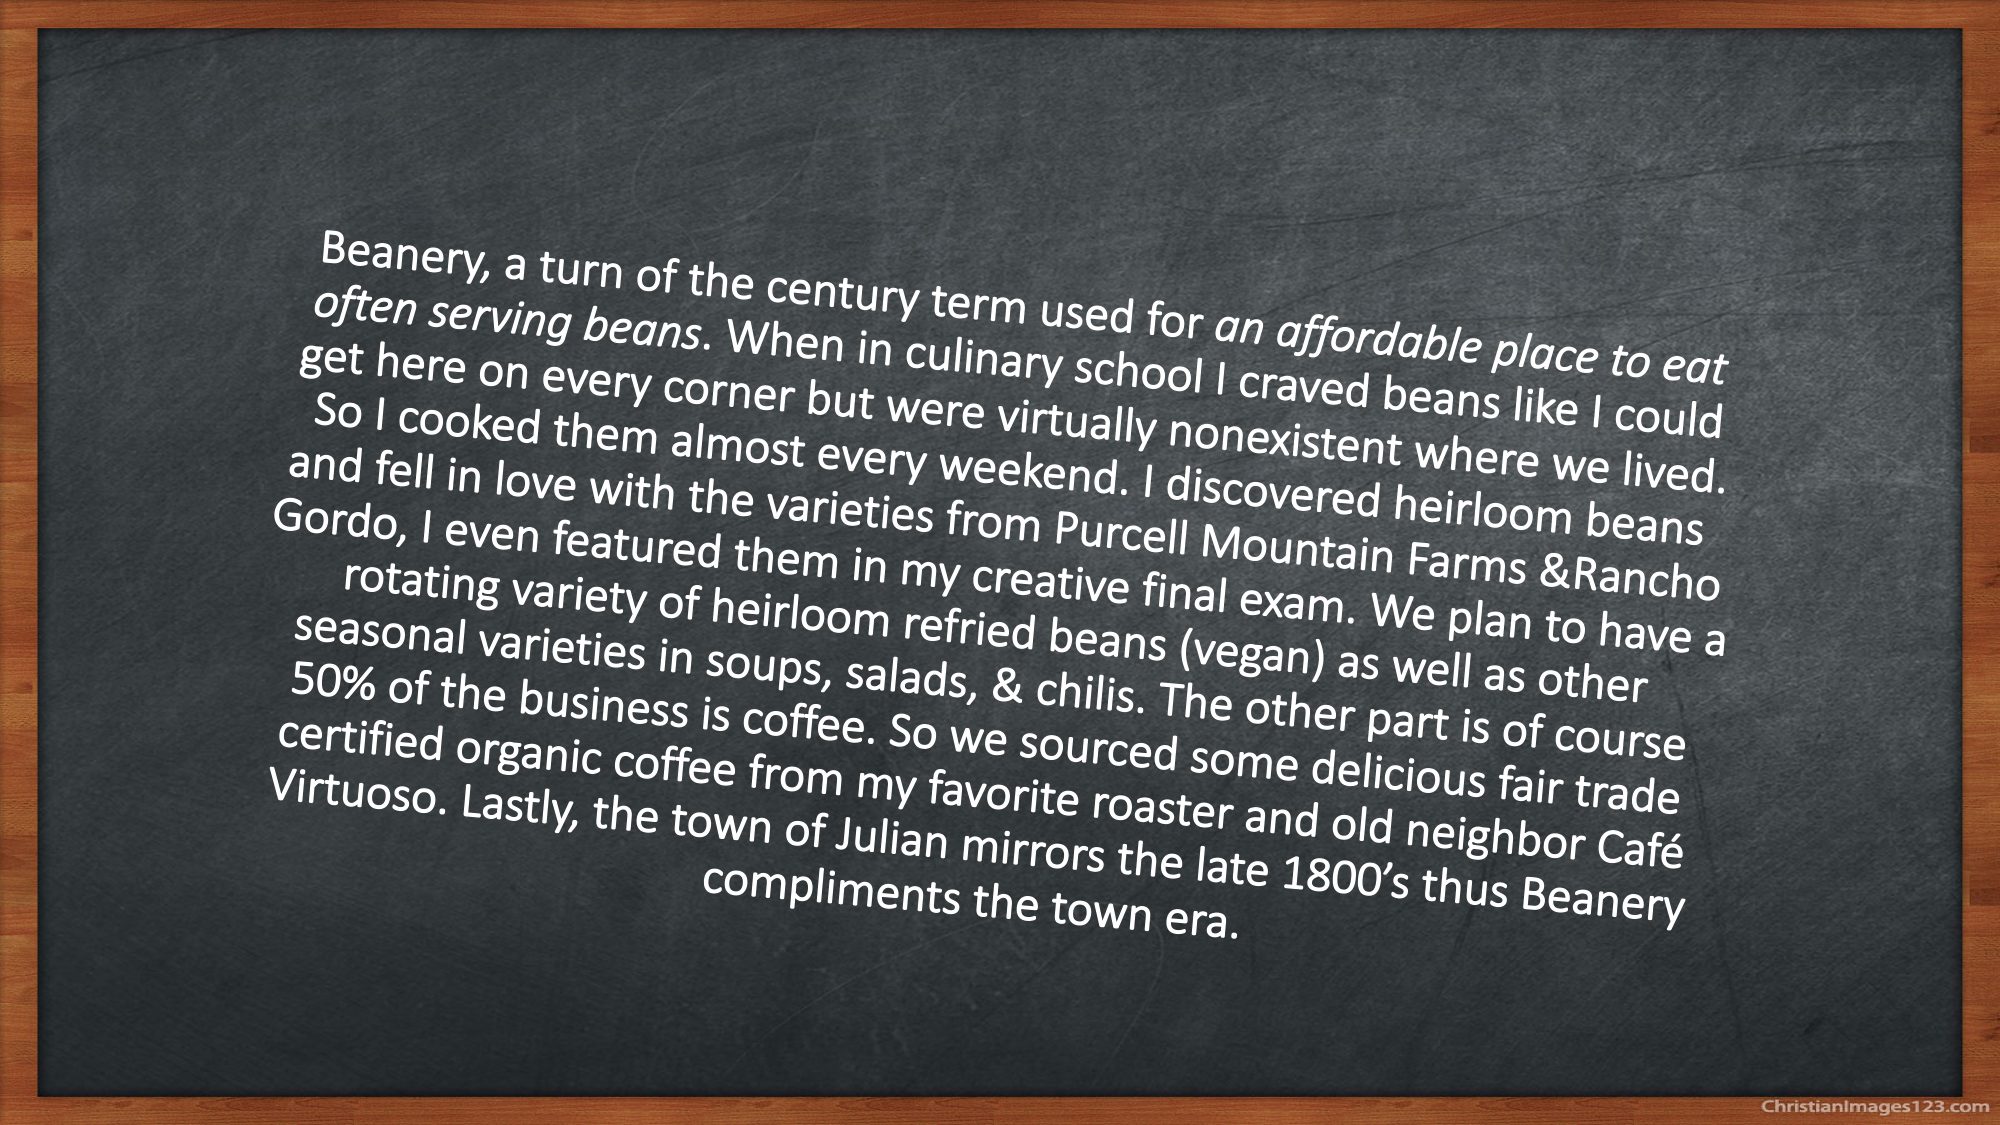 Beanery, a turn of the century term used for an affordable place to eat
often serving beans. When in culinary school I craved beans like I could
get here on every corner but were virtually nonexistent where we lived.
So I cooked them almost every weekend. I discovered heirloom beans
and fell in love with the varieties from Purcell Mountain Farms &Rancho
Gordo, I even featured them in my creative final exam. We plan to have a
rotating variety of heirloom refried beans (vegan) as well as other
seasonal varieties in soups, salads, & chilis. The other part is of course
50% of the business is coffee. So we sourced some delicious fair trade
certified organic coffee from my favorite roaster and old neighbor Café
Virtuoso. Lastly, the town of Julian mirrors the late 1800’s thus Beanery
compliments the town era.
ChristianImages123.com